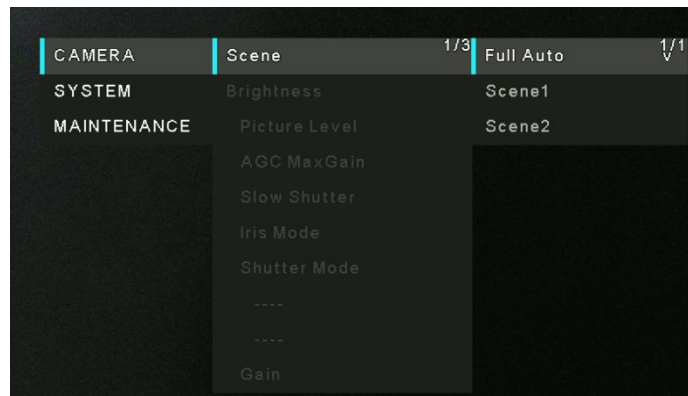 CAMERA
SYSTEM
MAINTENANCE
Scene 1/3
Brightness
Picture Level
AGC MaxGain
Slow Shutter
Iris Mode
Shutter Mode
----
----
Gain
Full Auto 1/1
v
Scene1
Scene2